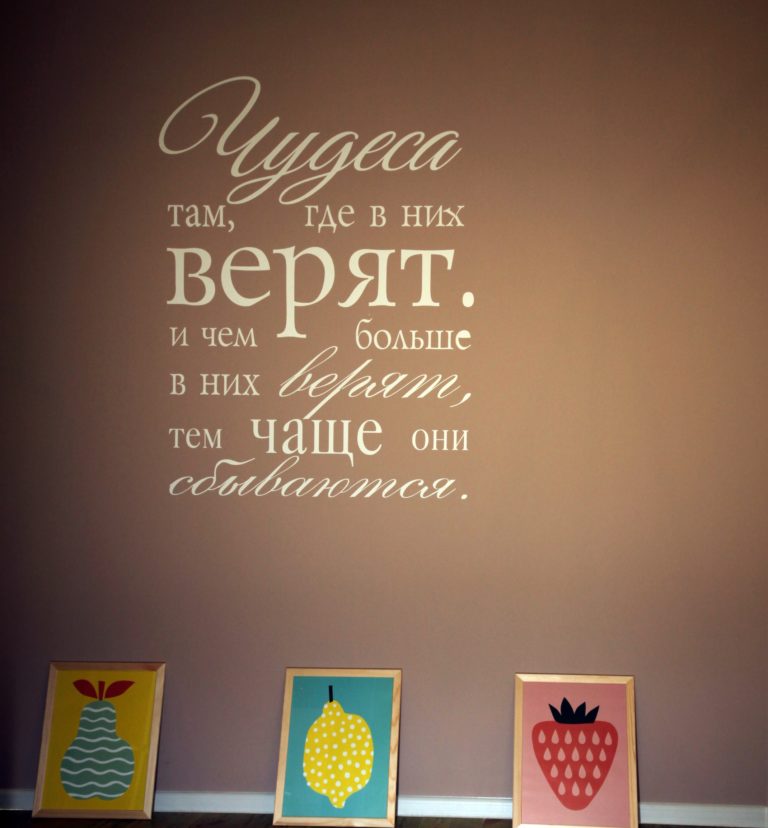 Чудеса
там, где в них
верят.
и чем больше
в них верят,
тем чаще они
сбываются.